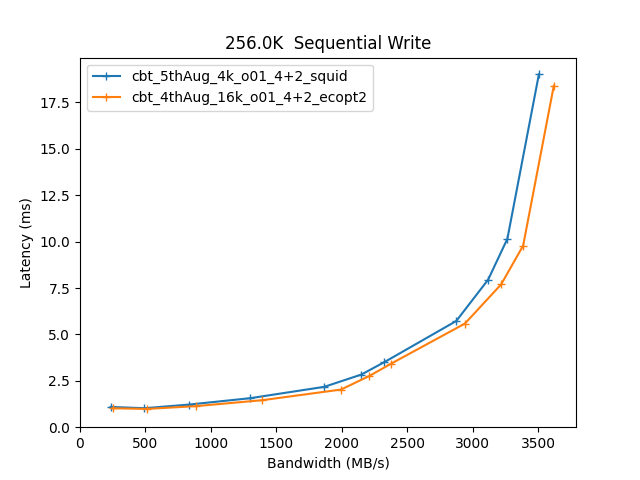 256.0K  Sequential Write
cbt_5thAug_4k_o01_4+2_squid
cbt_4thAug_16k_o01_4+2_ecopt2
Latency (ms)
17.5
15.0
12.5
10.0
7.5
5.0
2.5
0.0
0 500 1000 1500 2000 2500 3000 3500
Bandwidth (MB/s)